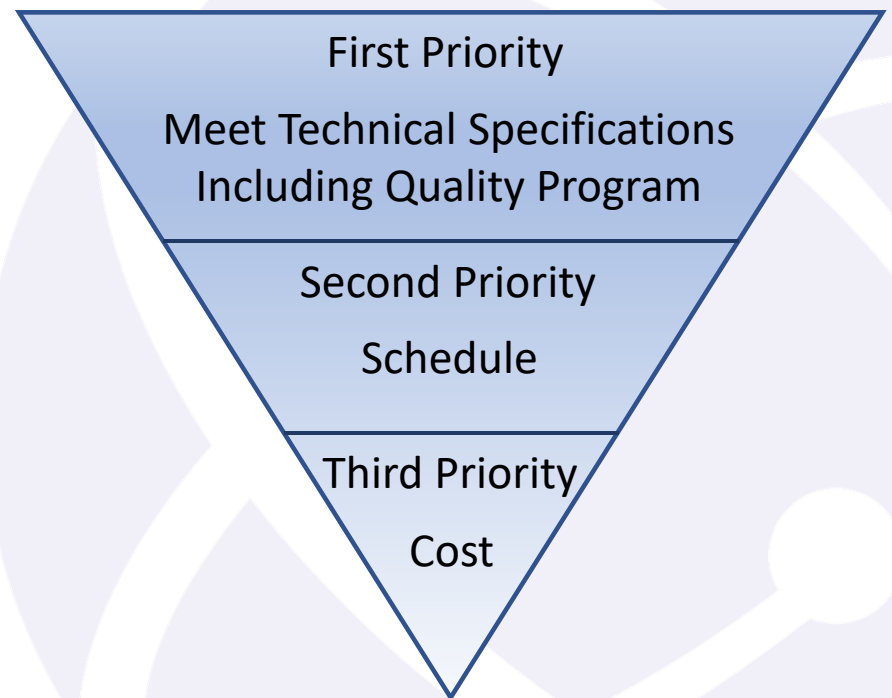 First Priority
Meet Technical Specifications
Including Quality Program
Second Priority
Schedule
Third Priority
Cost